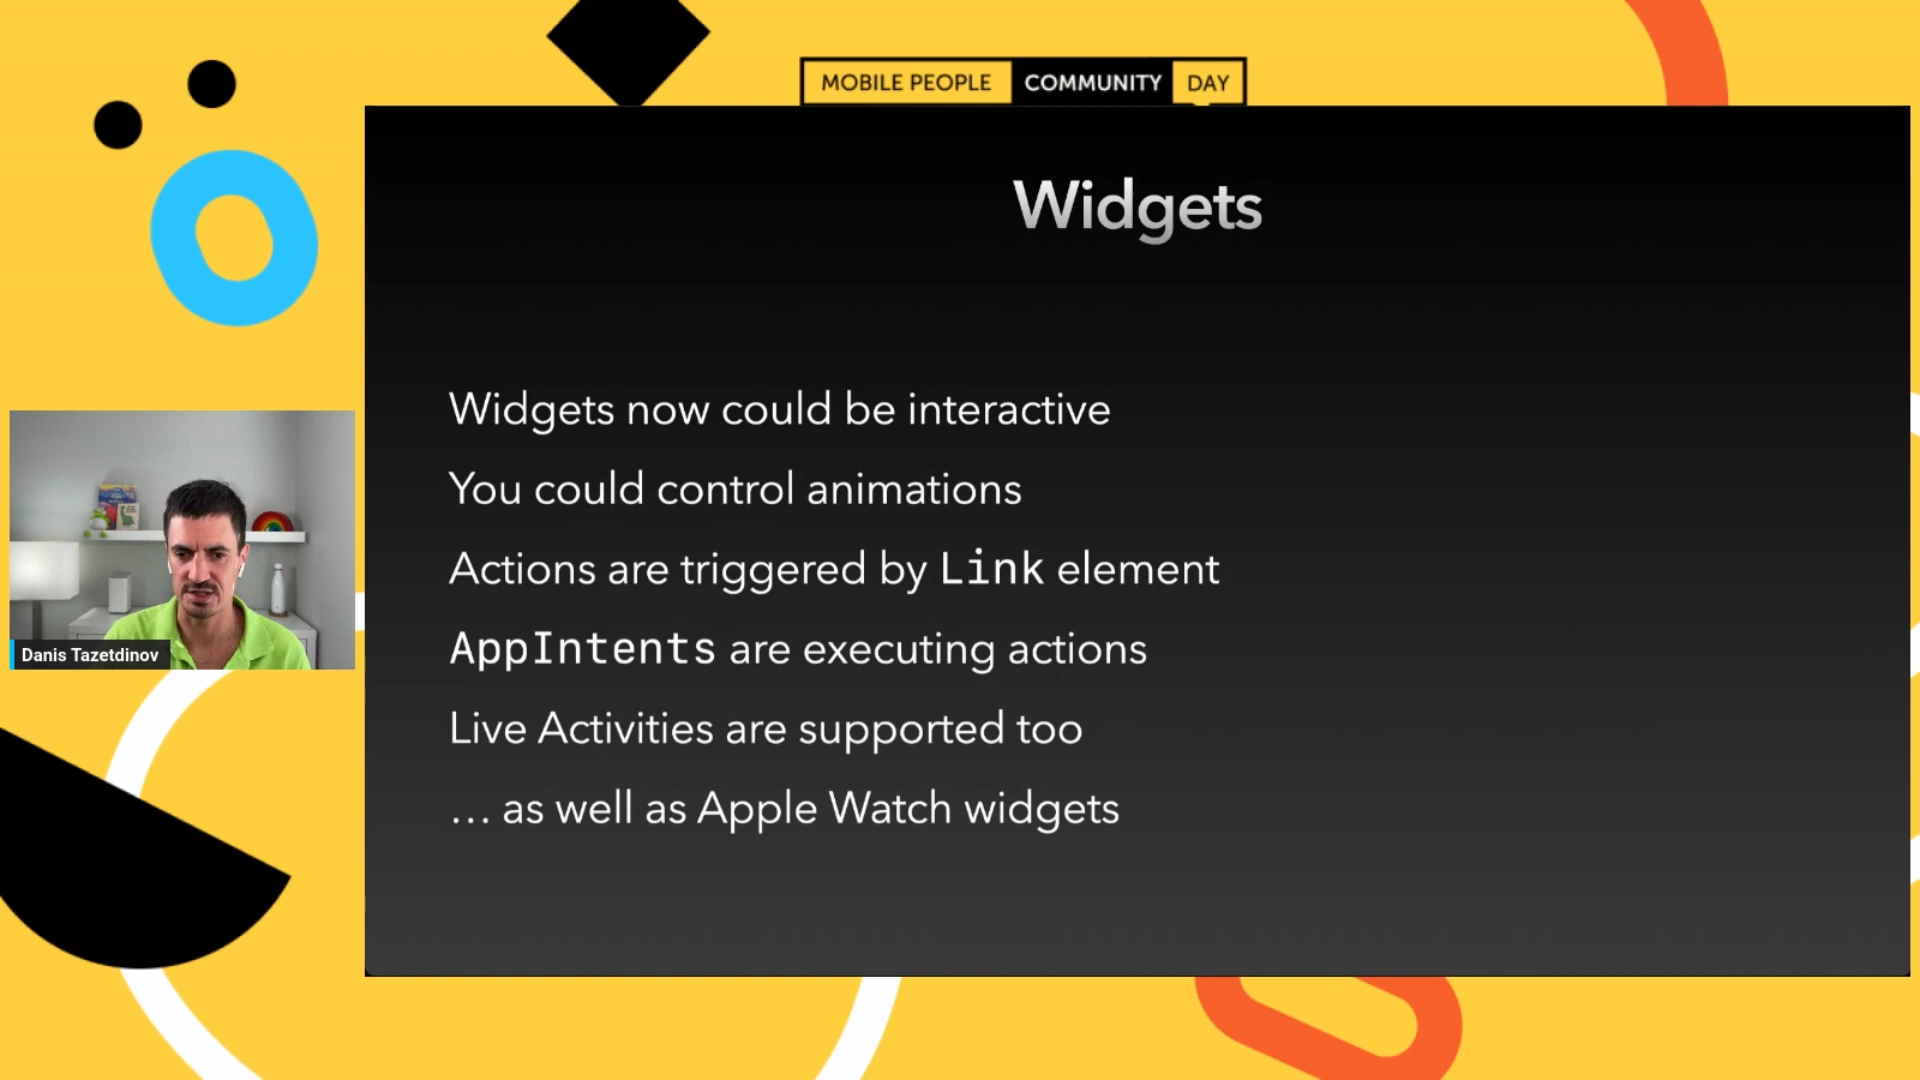 MOBILE PEOPLE COMMUNITY DAY
Widgets
Widgets now could be interactive
You could control animations
Actions are triggered by Link element
AppIntents are executing actions
Live Activities are supported too
... as well as Apple Watch widgets
Danis Tazetdinov